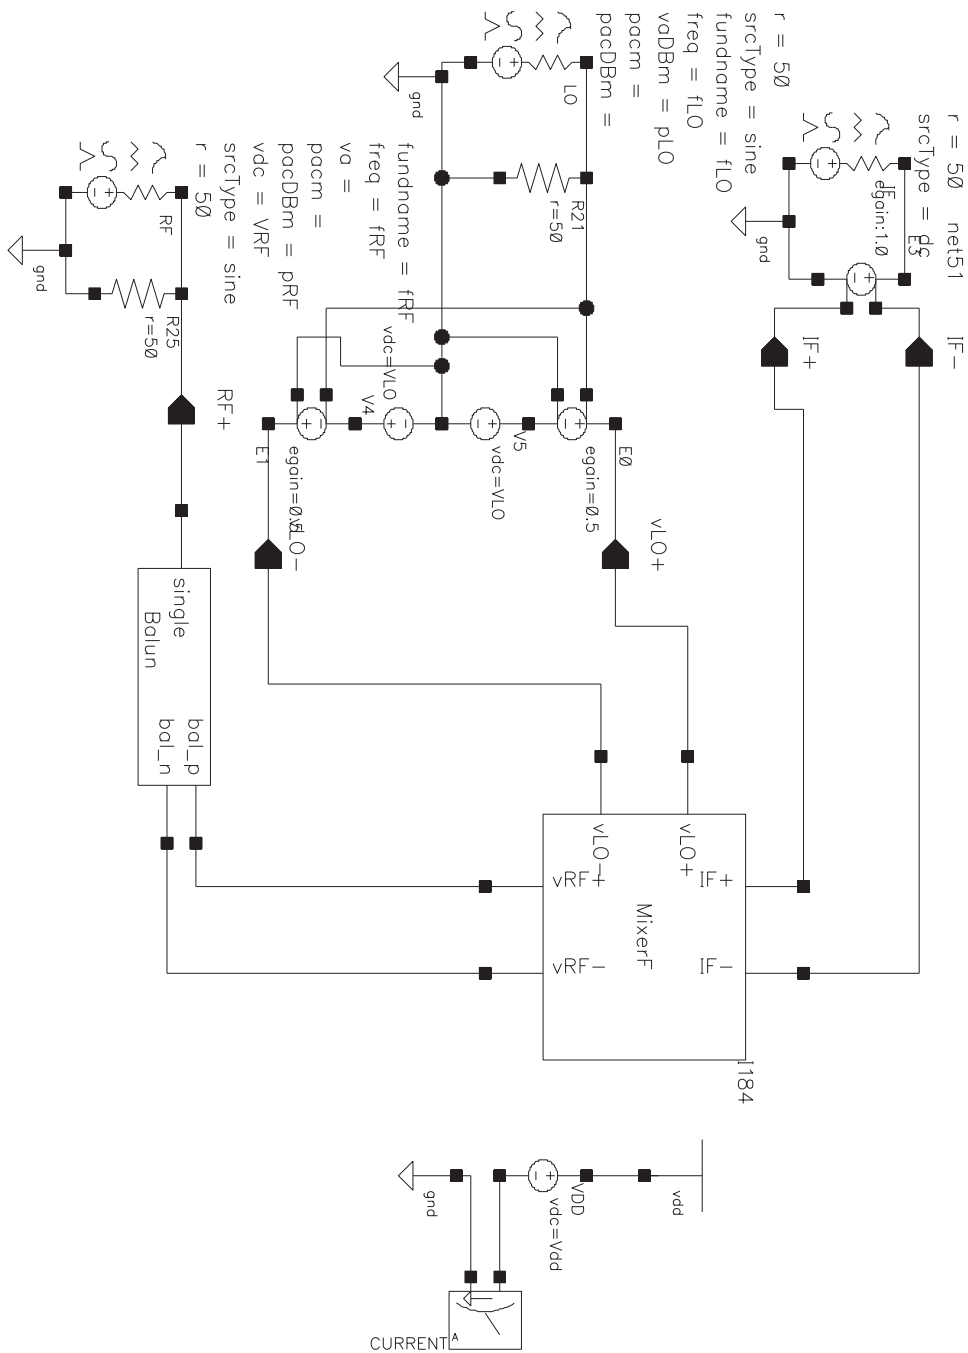 r = 50 net51
srcType = dc
IF
egain:1.0
E3
gnd
IF+
IF-
r = 50
srcType = sine
fundname = fLO
freq = fLO
vaDBm = pLO
pacm =
pacDBm =
LO
gnd
R21
r=50
fundname = fRF
freq = fRF
va =
pacm =
pacDBm = pRF
vdc = VRF
srcType = sine
r = 50
RF
gnd
R25
r=50
RF+
vdc=VLO
V4
E1
egain=0.5
vLO-
V5
vdc=VLO
E0
egain=0.5
vLO+
single
Balun
bal_p
bal_n
vLO-
vLO+
vRF+
vRF-
IF+
IF-
MixerF
I184
vdd
VDD
vdc=Vdd
gnd
CURRENT
A